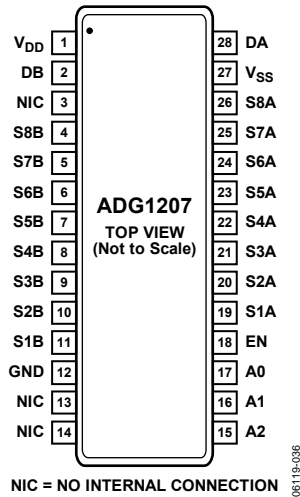 VDD 1 28 DA
DB 2 27 VSS
NIC 3 26 S8A
S8B 4 25 S7A
S7B 5 24 S6A
S6B 6 23 S5A
S5B 7 22 S4A
S4B 8 21 S3A
S3B 9 20 S2A
S2B 10 19 S1A
S1B 11 18 EN
GND 12 17 A0
NIC 13 16 A1
NIC 14 15 A2
ADG1207
TOP VIEW
(Not to Scale)
NIC = NO INTERNAL CONNECTION
06119-036